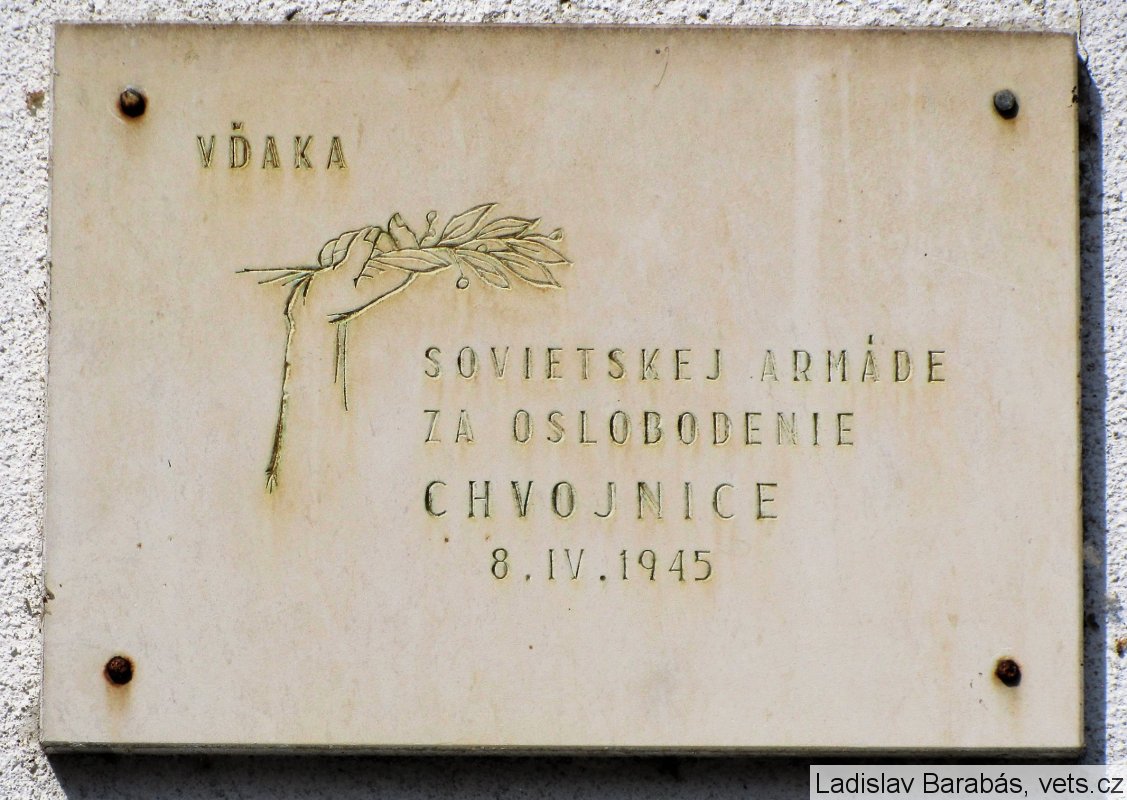 VĎAKA
SOVIETSKEJ ARMÁDE
ZA OSLOBODENIE
CHVOJNICE
8.IV.1945
Ladislav Barabás, vets.cz